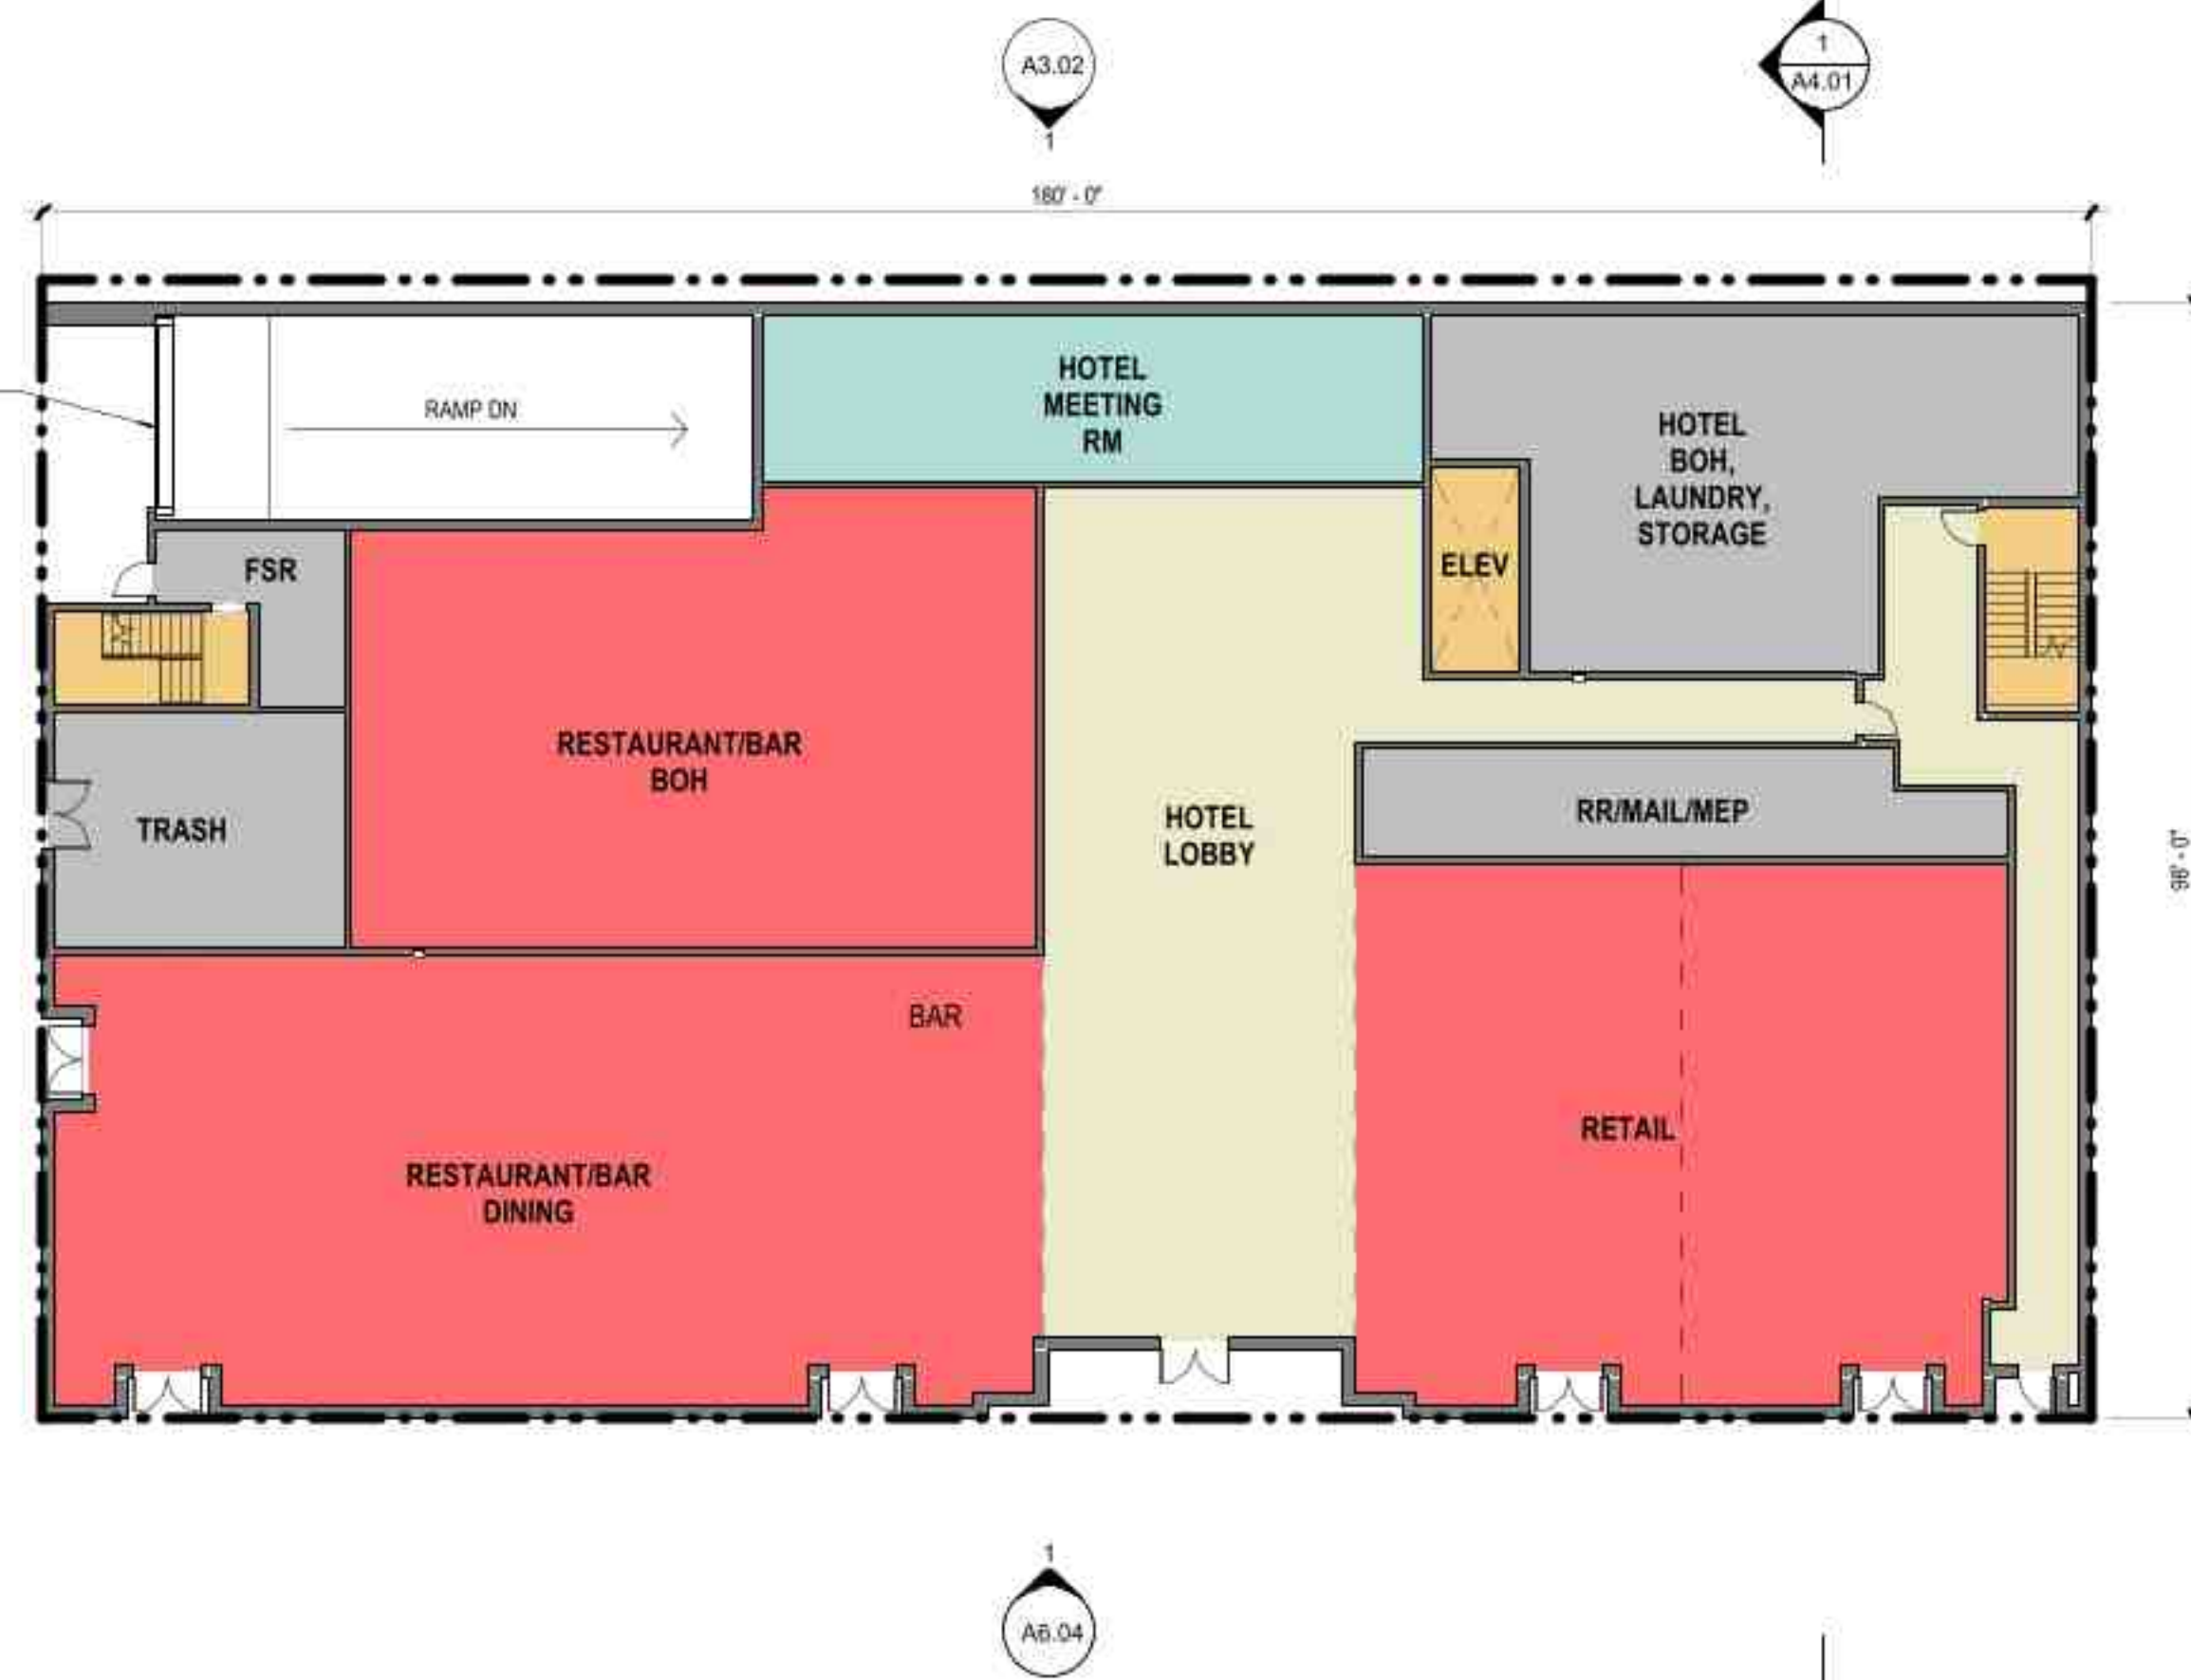 A3.02
1
1
A4.01
180' - 0"
HOTEL
MEETING
RM
RAMP DN
HOTEL
BOH,
LAUNDRY,
STORAGE
ELEV
FSR
RESTAURANT/BAR
BOH
TRASH
HOTEL
LOBBY
RR/MAIL/MEP
98' - 0"
BAR
RETAIL
RESTAURANT/BAR
DINING
1
A6.04